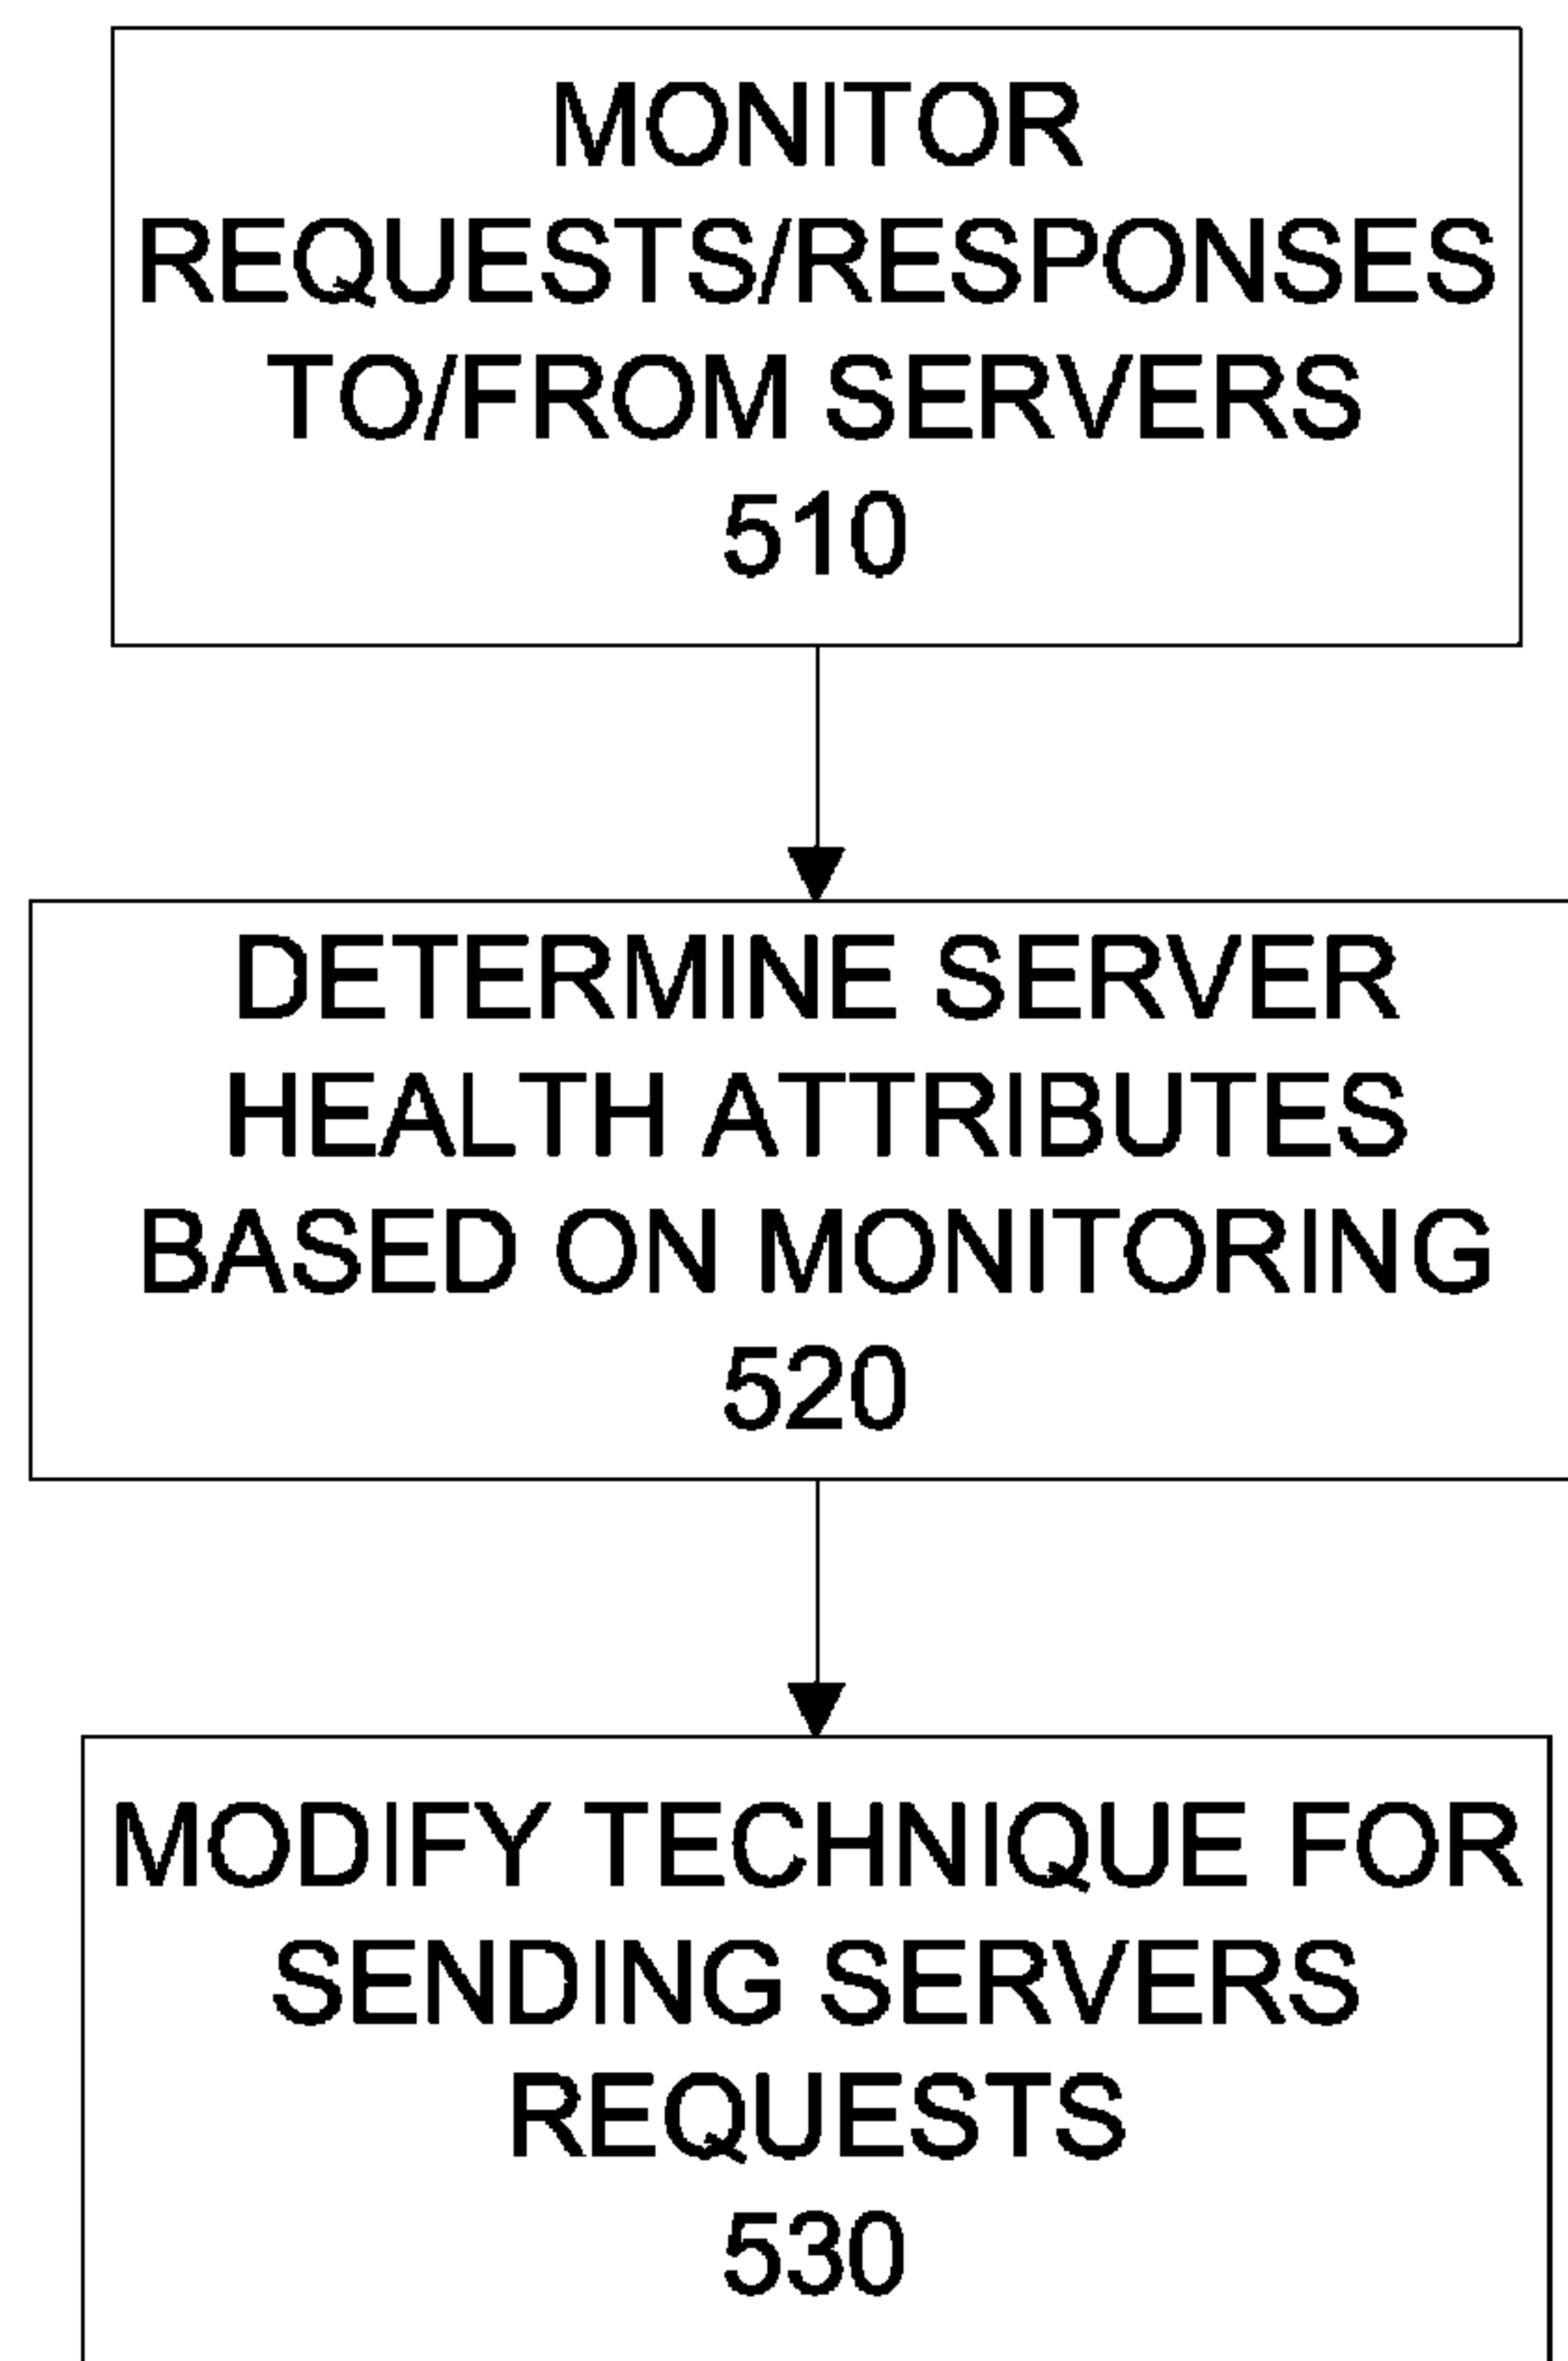 MONITOR
REQUESTS/RESPONSES
TO/FROM SERVERS
510
DETERMINE SERVER
HEALTH ATTRIBUTES
BASED ON MONITORING
520
MODIFY TECHNIQUE FOR
SENDING SERVERS
REQUESTS
530